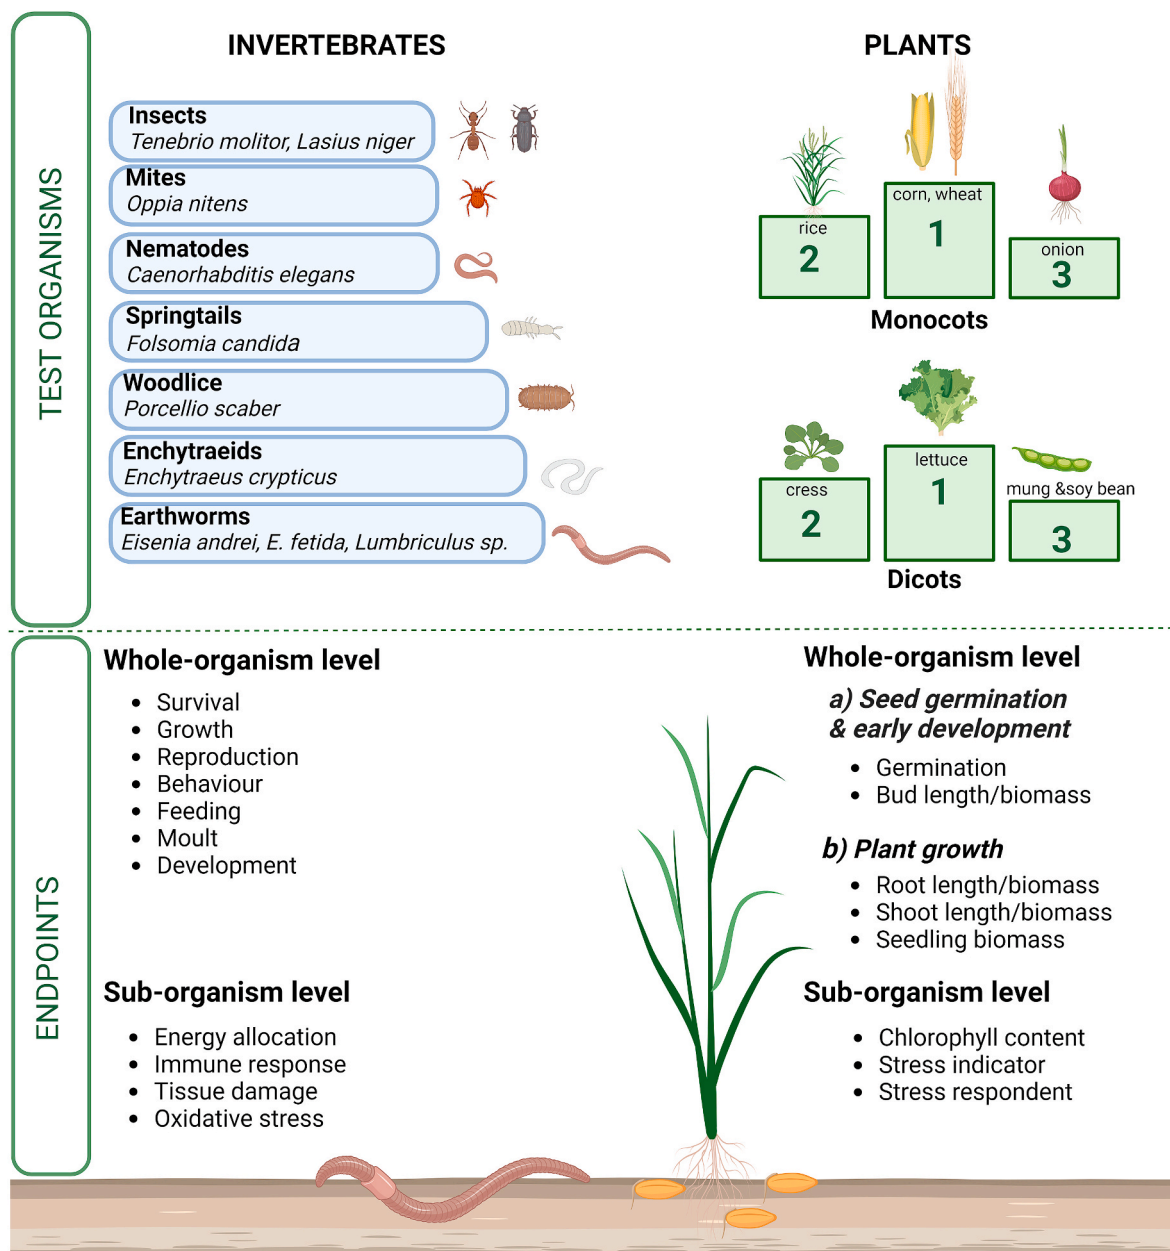 TEST ORGANISMS
INVERTEBRATES
Insects
Tenebrio molitor, Lasius niger
Mites
Oppia nitens
Nematodes
Caenorhabditis elegans
Springtails
Folsomia candida
Woodlice
Porcellio scaber
Enchytraeids
Enchytraeus crypticus
Earthworms
Eisenia andrei, E. fetida, Lumbriculus sp.
PLANTS
corn, wheat
1
rice
2
onion
3
Monocots
lettuce
1
cress
2
mung &soy bean
3
Dicots
ENDPOINTS
Whole-organism level
• Survival
• Growth
• Reproduction
• Behaviour
• Feeding
• Moult
• Development
Sub-organism level
• Energy allocation
• Immune response
• Tissue damage
• Oxidative stress
Whole-organism level
a) Seed germination
& early development
• Germination
• Bud length/biomass
b) Plant growth
• Root length/biomass
• Shoot length/biomass
• Seedling biomass
Sub-organism level
• Chlorophyll content
• Stress indicator
• Stress respondent